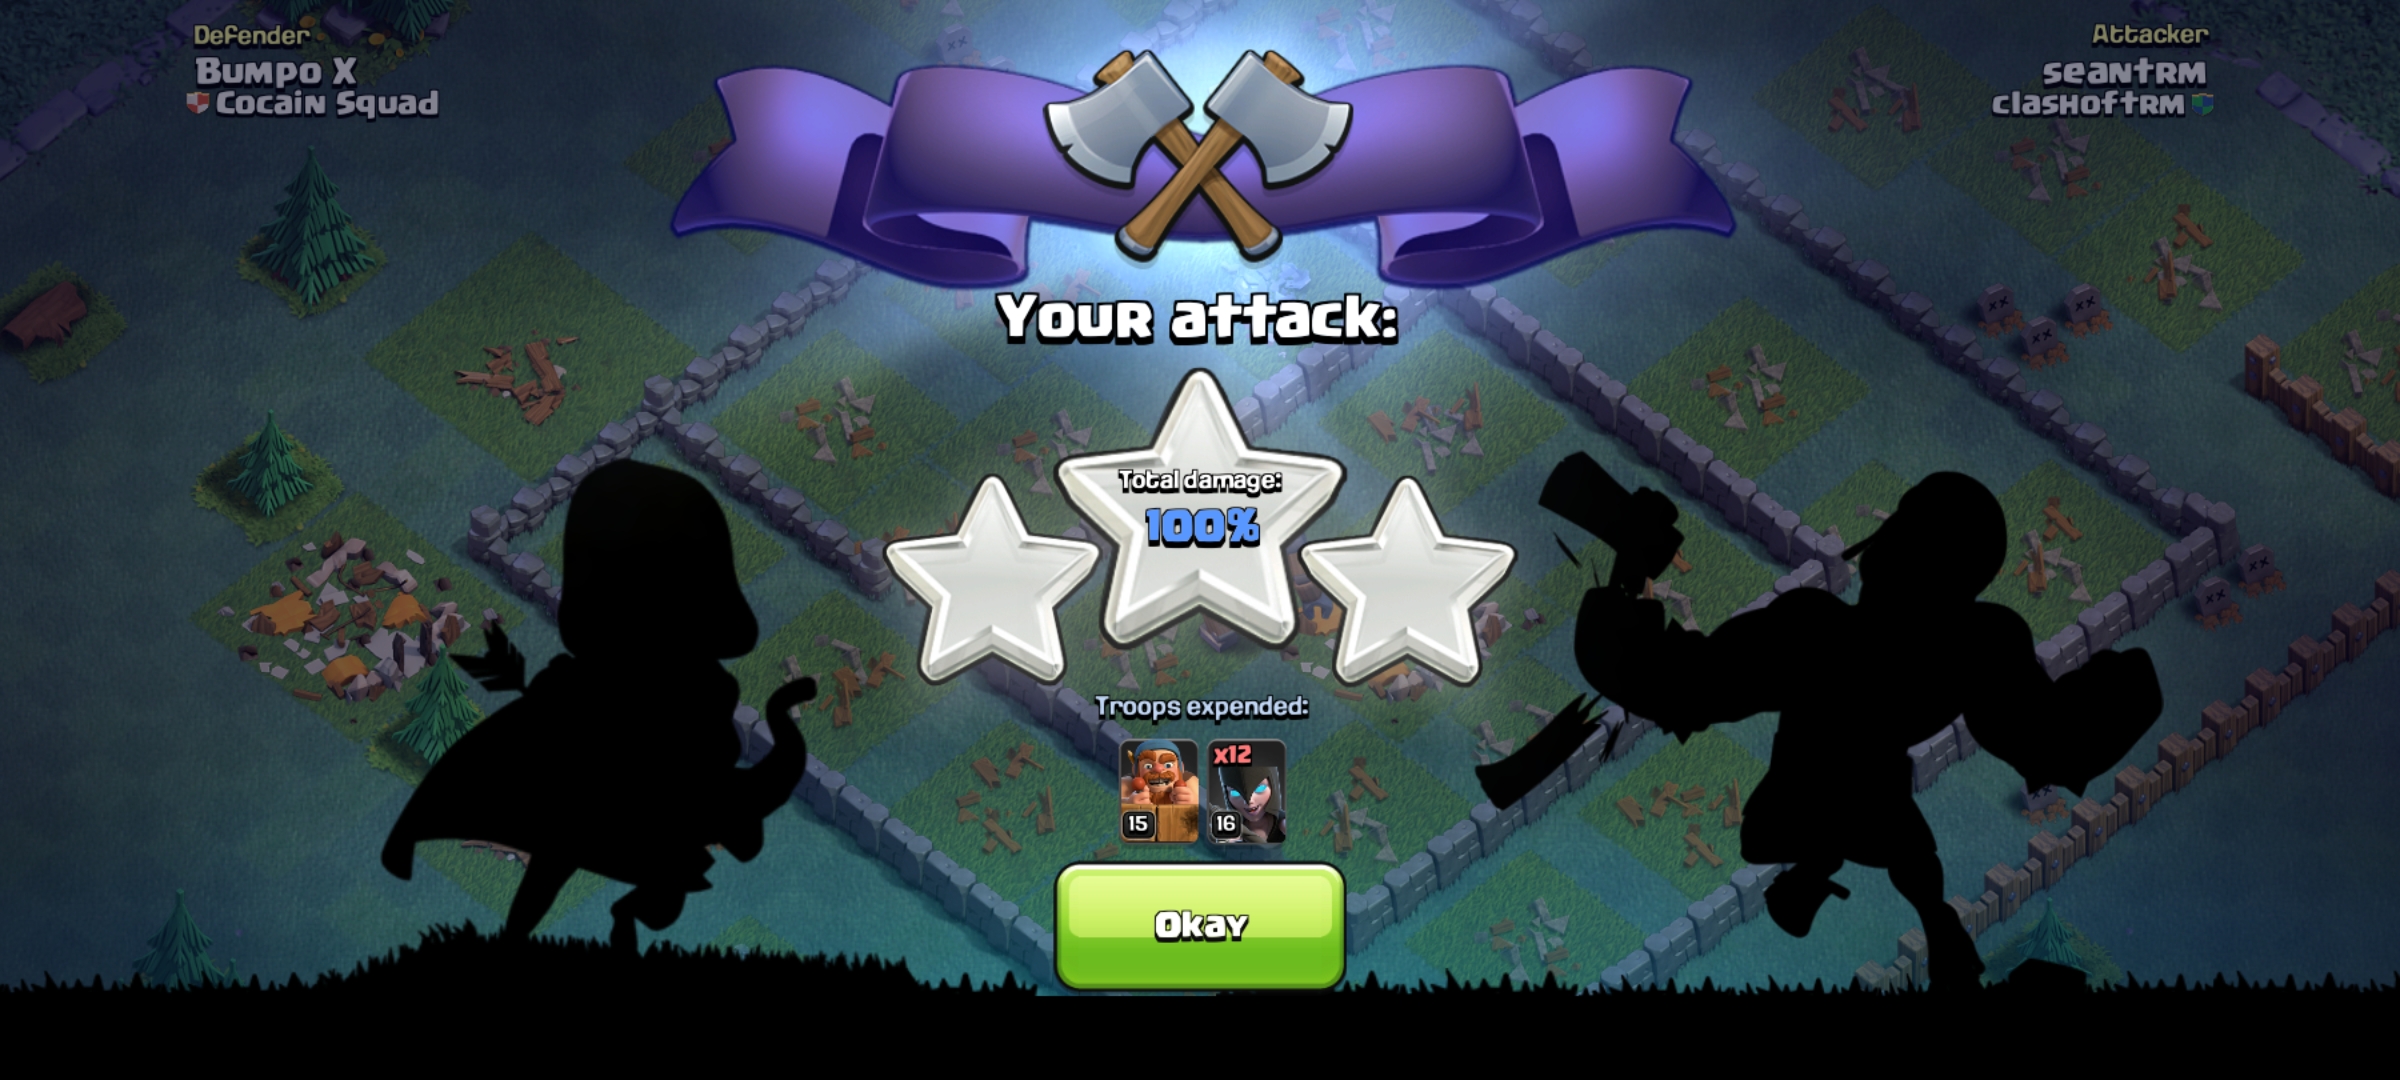 Defender
Bumpo X
Cocain Squad
Attacker
seantrm
clashoftrm
Your attack:
Total damage:
100%
Troops expended:
x12
15
16
Okay